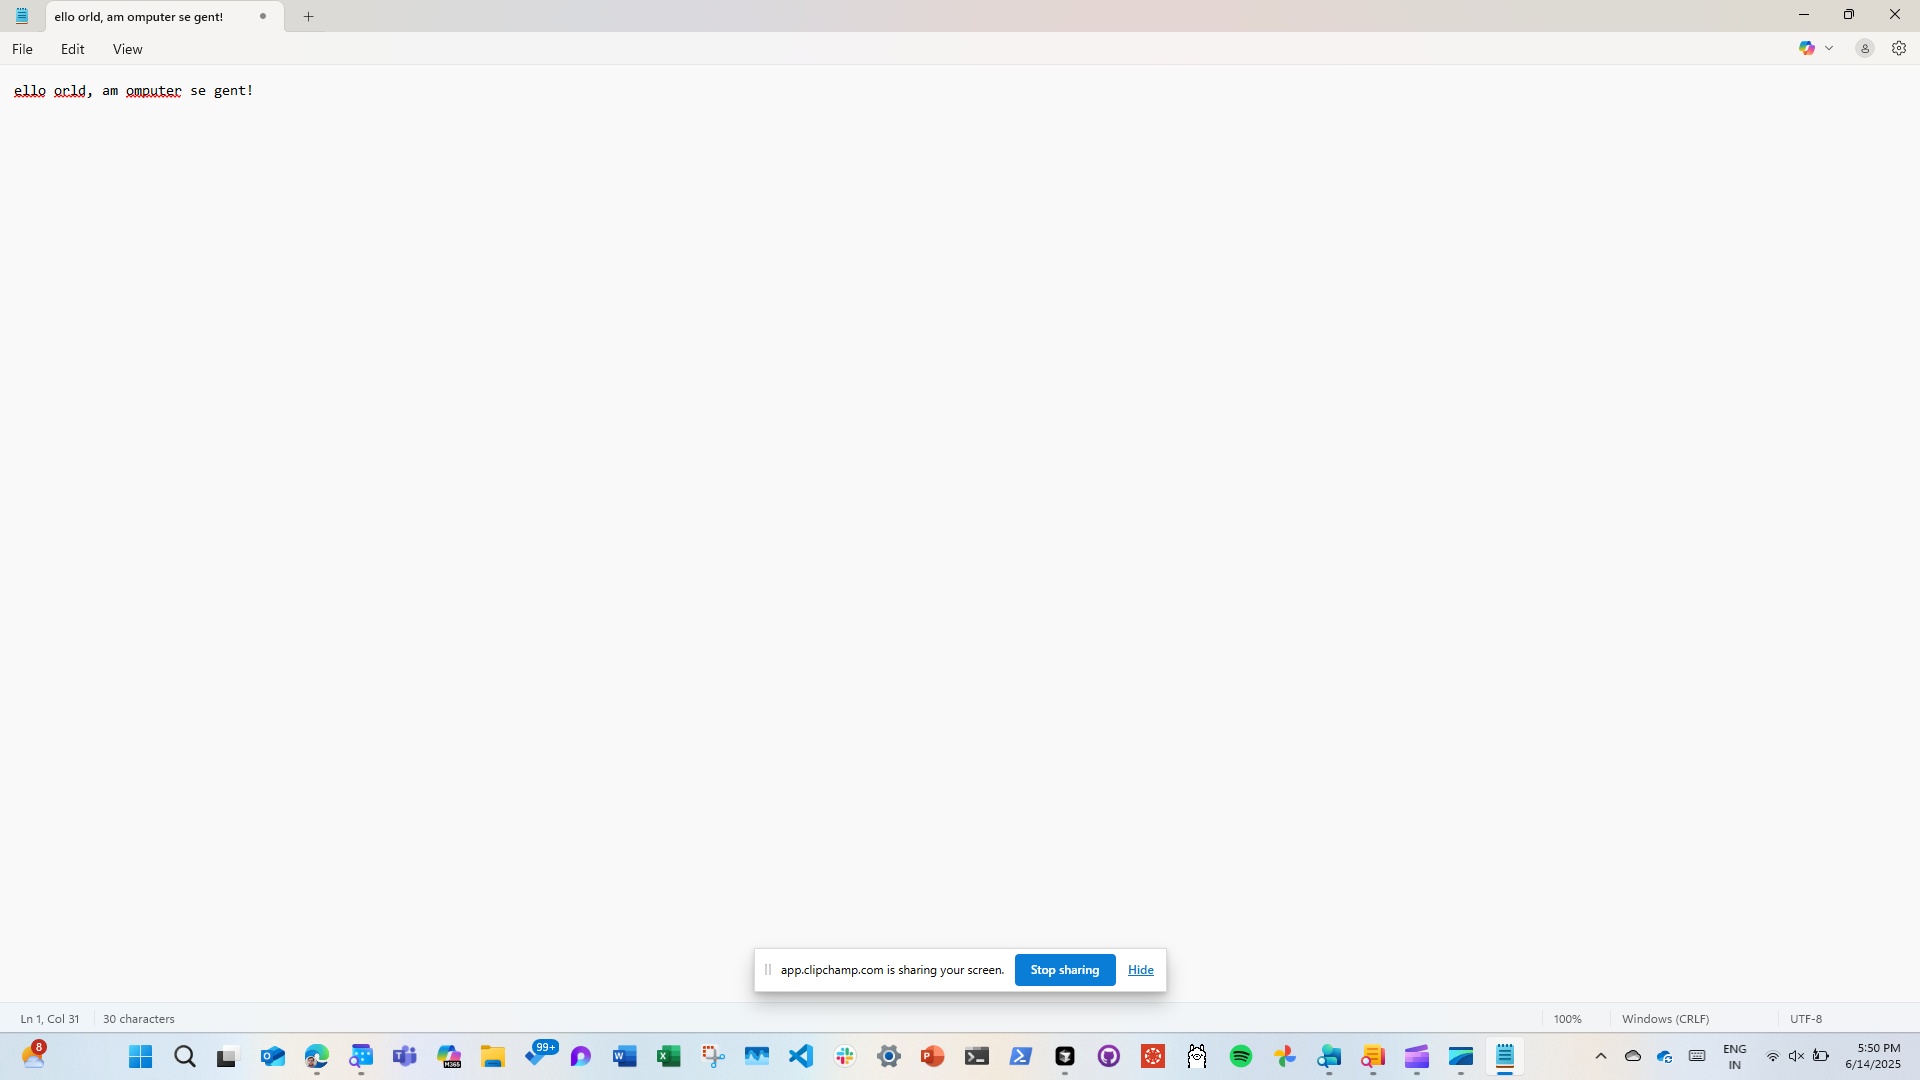 ello orld, am omputer se gent!
File Edit View
ello orld, am omputer se gent!
app.clipchamp.com is sharing your screen. Stop sharing Hide
Ln 1, Col 31 30 characters 100% Windows (CRLF) UTF-8
8 99+ M365 ENG 5:50 PM
IN 6/14/2025